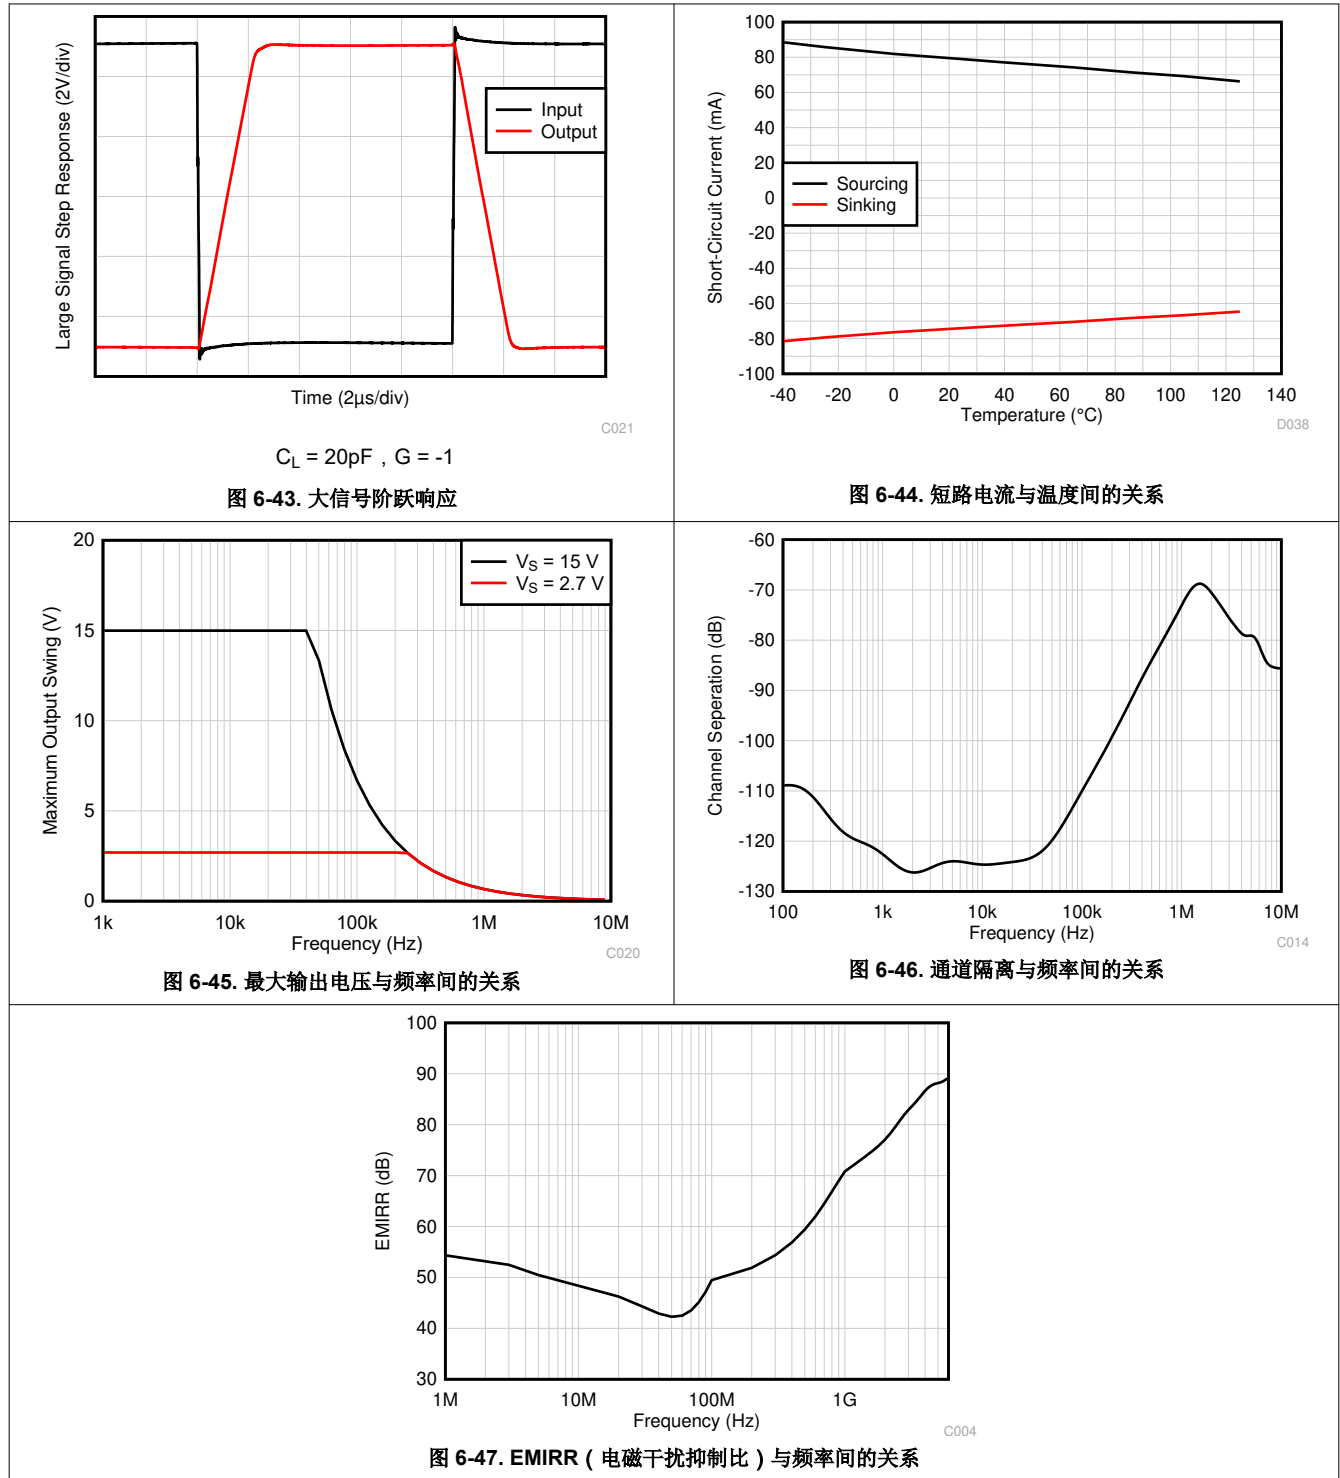 Large Signal Step Response (2V/div)
Input
Output
Time (2μs/div)
C021
CL = 20pF，G = -1
图 6-43. 大信号阶跃响应
Short-Circuit Current (mA)
100
80
60
40
20
0
-20
-40
-60
-80
-100
Sourcing
Sinking
-40 -20 0 20 40 60 80 100 120 140
Temperature (°C)
D038
图 6-44. 短路电流与温度间的关系
Maximum Output Swing (V)
20
15
10
5
0
VS = 15 V
VS = 2.7 V
1k 10k 100k 1M 10M
Frequency (Hz)
C020
图 6-45. 最大输出电压与频率间的关系
Channel Seperation (dB)
-60
-70
-80
-90
-100
-110
-120
-130
100 1k 10k 100k 1M 10M
Frequency (Hz)
C014
图 6-46. 通道隔离与频率间的关系
EMIRR (dB)
100
90
80
70
60
50
40
30
1M 10M 100M 1G
Frequency (Hz)
C004
图 6-47. EMIRR（电磁干扰抑制比）与频率间的关系